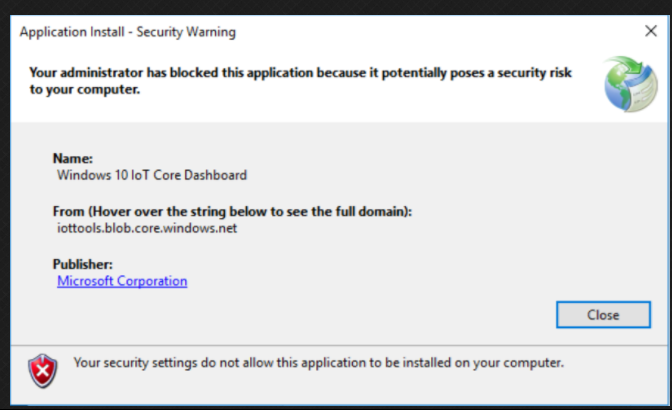 Application Install - Security Warning
Your administrator has blocked this application because it potentially poses a security risk
to your computer.
Name:
Windows 10 IoT Core Dashboard
From (Hover over the string below to see the full domain):
iottools.blob.core.windows.net
Publisher:
Microsoft Corporation
Close
Your security settings do not allow this application to be installed on your computer.